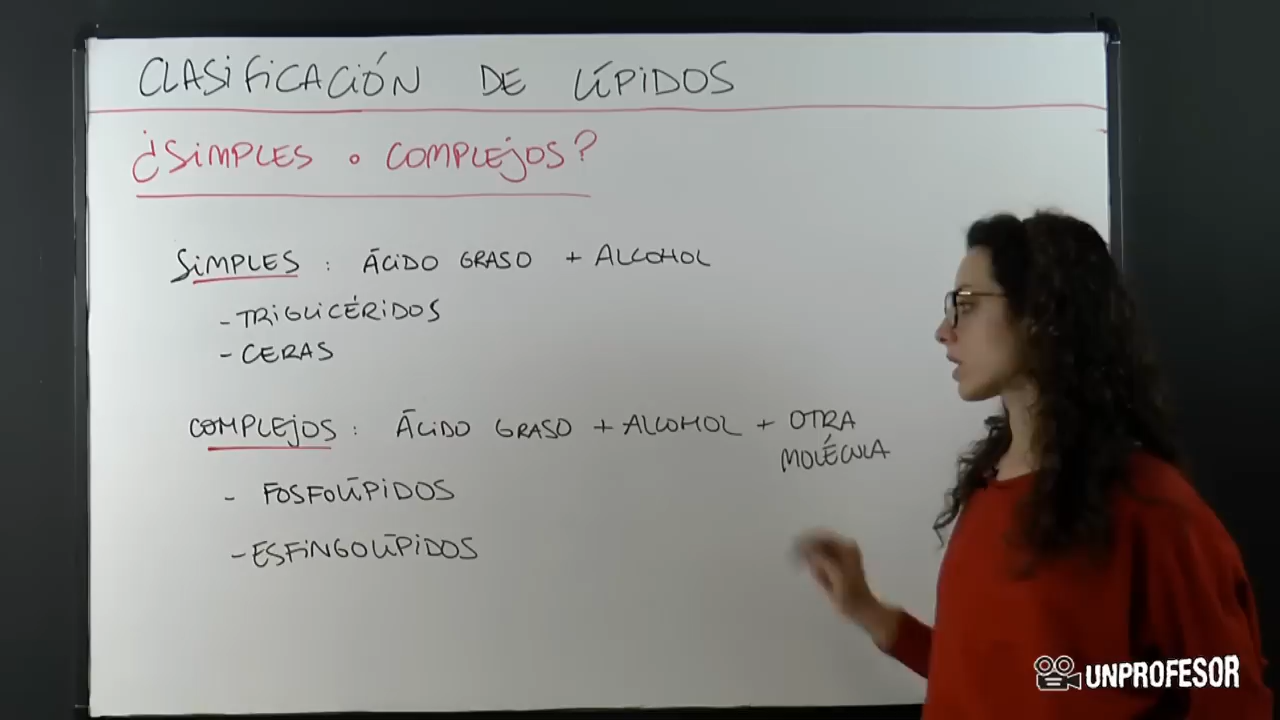 CLASIFICACIÓN DE LÍPIDOS
¿SIMPLES O COMPLEJOS?
SIMPLES : ÁCIDO GRASO + ALCOHOL
- TRIGLICÉRIDOS
- CERAS
COMPLEJOS : ÁCIDO GRASO + ALCOHOL + OTRA
MOLÉCULA
- FOSFOLÍPIDOS
- ESFINGOLÍPIDOS
UNPROFESOR